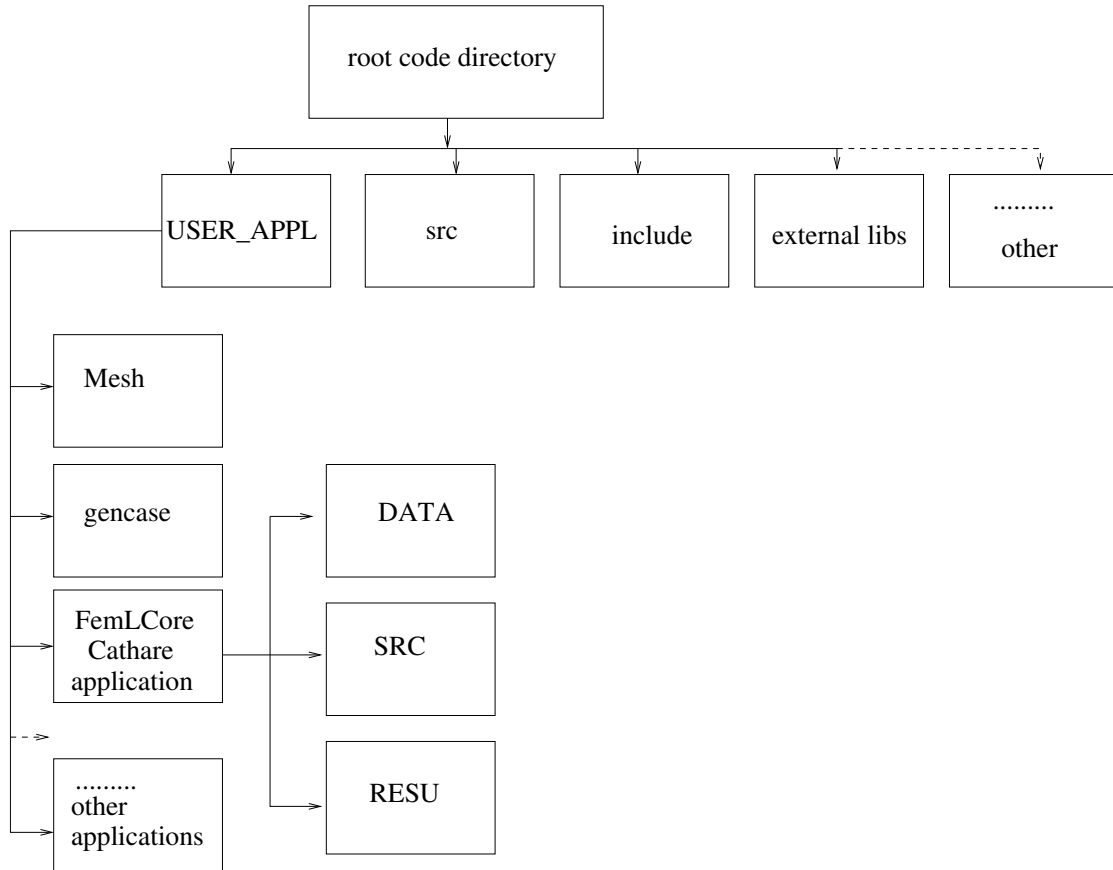 root code directory
USER_APPL
src
include
external libs
.........
other
Mesh
gencase
FemLCore
Cathare
application
DATA
SRC
RESU
.........
other
applications